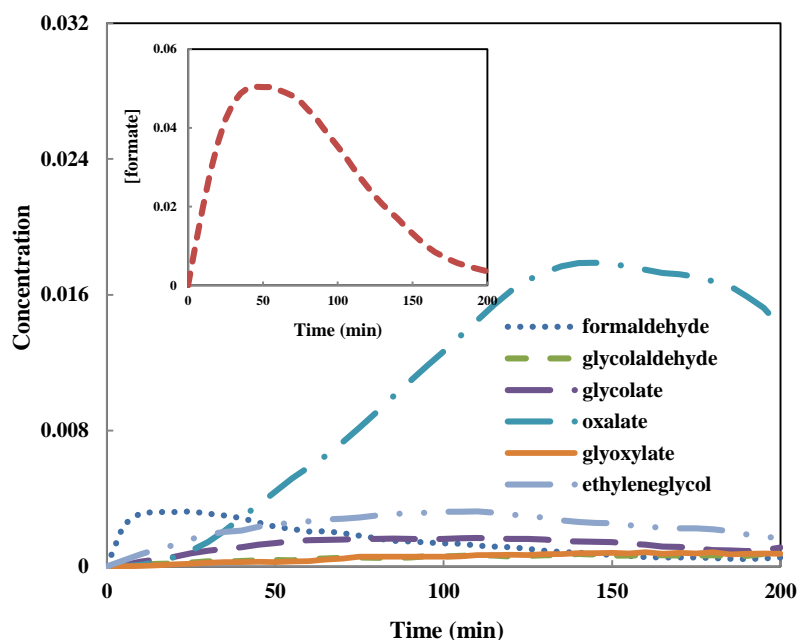 0.032
0.024
0.016
0.008
0
Concentration
0.06
0.04
0.02
0
[formate]
0 50 100 150 200
Time (min)
formaldehyde
glycolaldehyde
glycolate
oxalate
glyoxylate
ethyleneglycol
0 50 100 150 200
Time (min)